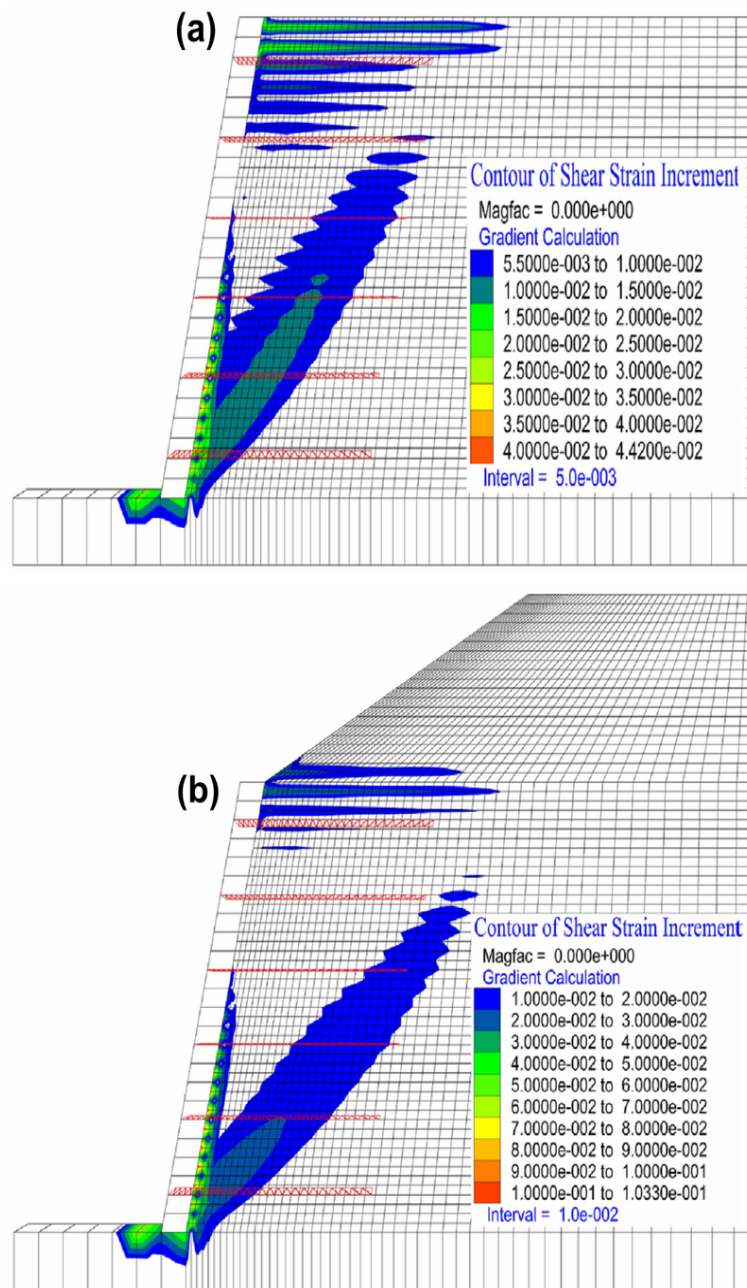 (a)
Contour of Shear Strain Increment
Magfac = 0.000e+000
Gradient Calculation
5.5000e-003 to 1.0000e-002
1.0000e-002 to 1.5000e-002
1.5000e-002 to 2.0000e-002
2.0000e-002 to 2.5000e-002
2.5000e-002 to 3.0000e-002
3.0000e-002 to 3.5000e-002
3.5000e-002 to 4.0000e-002
4.0000e-002 to 4.4200e-002
Interval = 5.0e-003
(b)
Contour of Shear Strain Increment
Magfac = 0.000e+000
Gradient Calculation
1.0000e-002 to 2.0000e-002
2.0000e-002 to 3.0000e-002
3.0000e-002 to 4.0000e-002
4.0000e-002 to 5.0000e-002
5.0000e-002 to 6.0000e-002
6.0000e-002 to 7.0000e-002
7.0000e-002 to 8.0000e-002
8.0000e-002 to 9.0000e-002
9.0000e-002 to 1.0000e-001
1.0000e-001 to 1.0330e-001
Interval = 1.0e-002